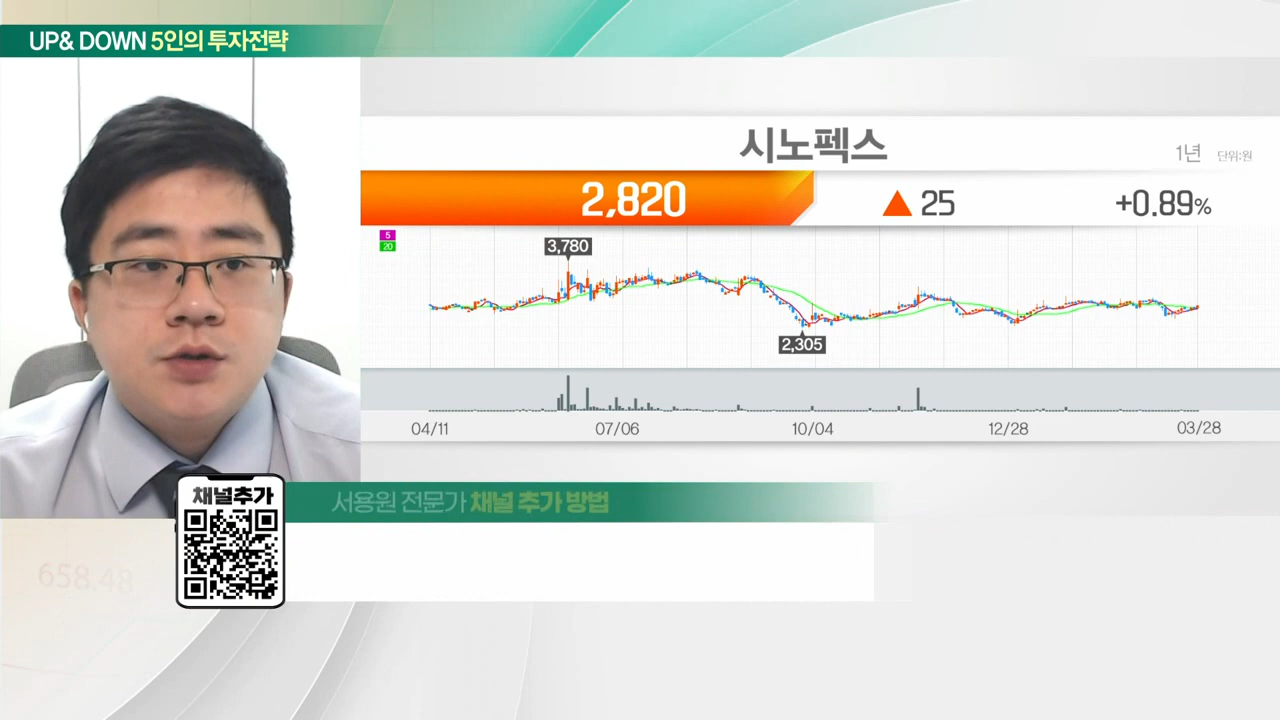 UP& DOWN 5인의 투자전략
시노펙스
1년 단위:원
2,820 ▲ 25 +0.89%
5
20
3,780
2,305
04/11 07/06 10/04 12/28 03/28
채널추가
서용원 전문가 채널 추가 방법
658.48